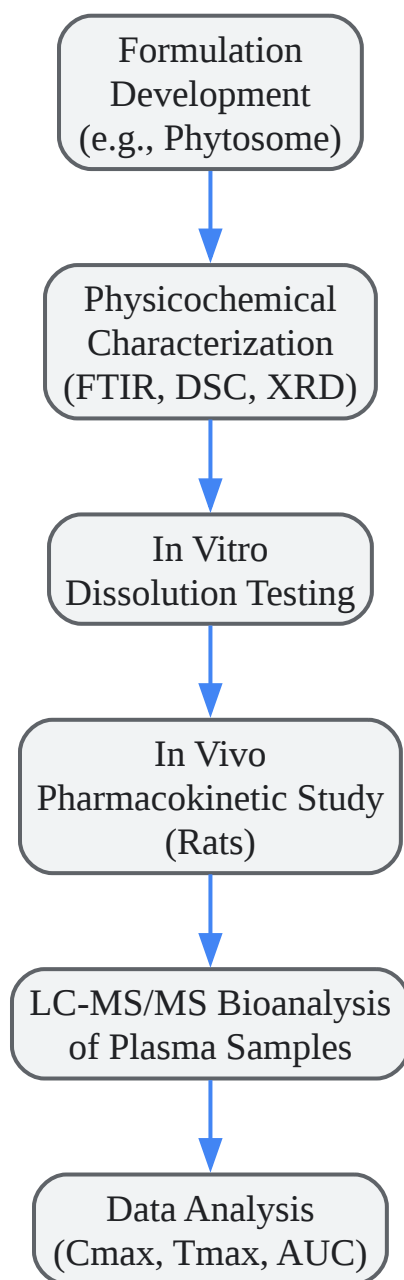 Formulation
Development
(e.g., Phytosome)
Physicochemical
Characterization
(FTIR, DSC, XRD)
In Vitro
Dissolution Testing
In Vivo
Pharmacokinetic Study
(Rats)
LC-MS/MS Bioanalysis
of Plasma Samples
Data Analysis
(Cmax, Tmax, AUC)